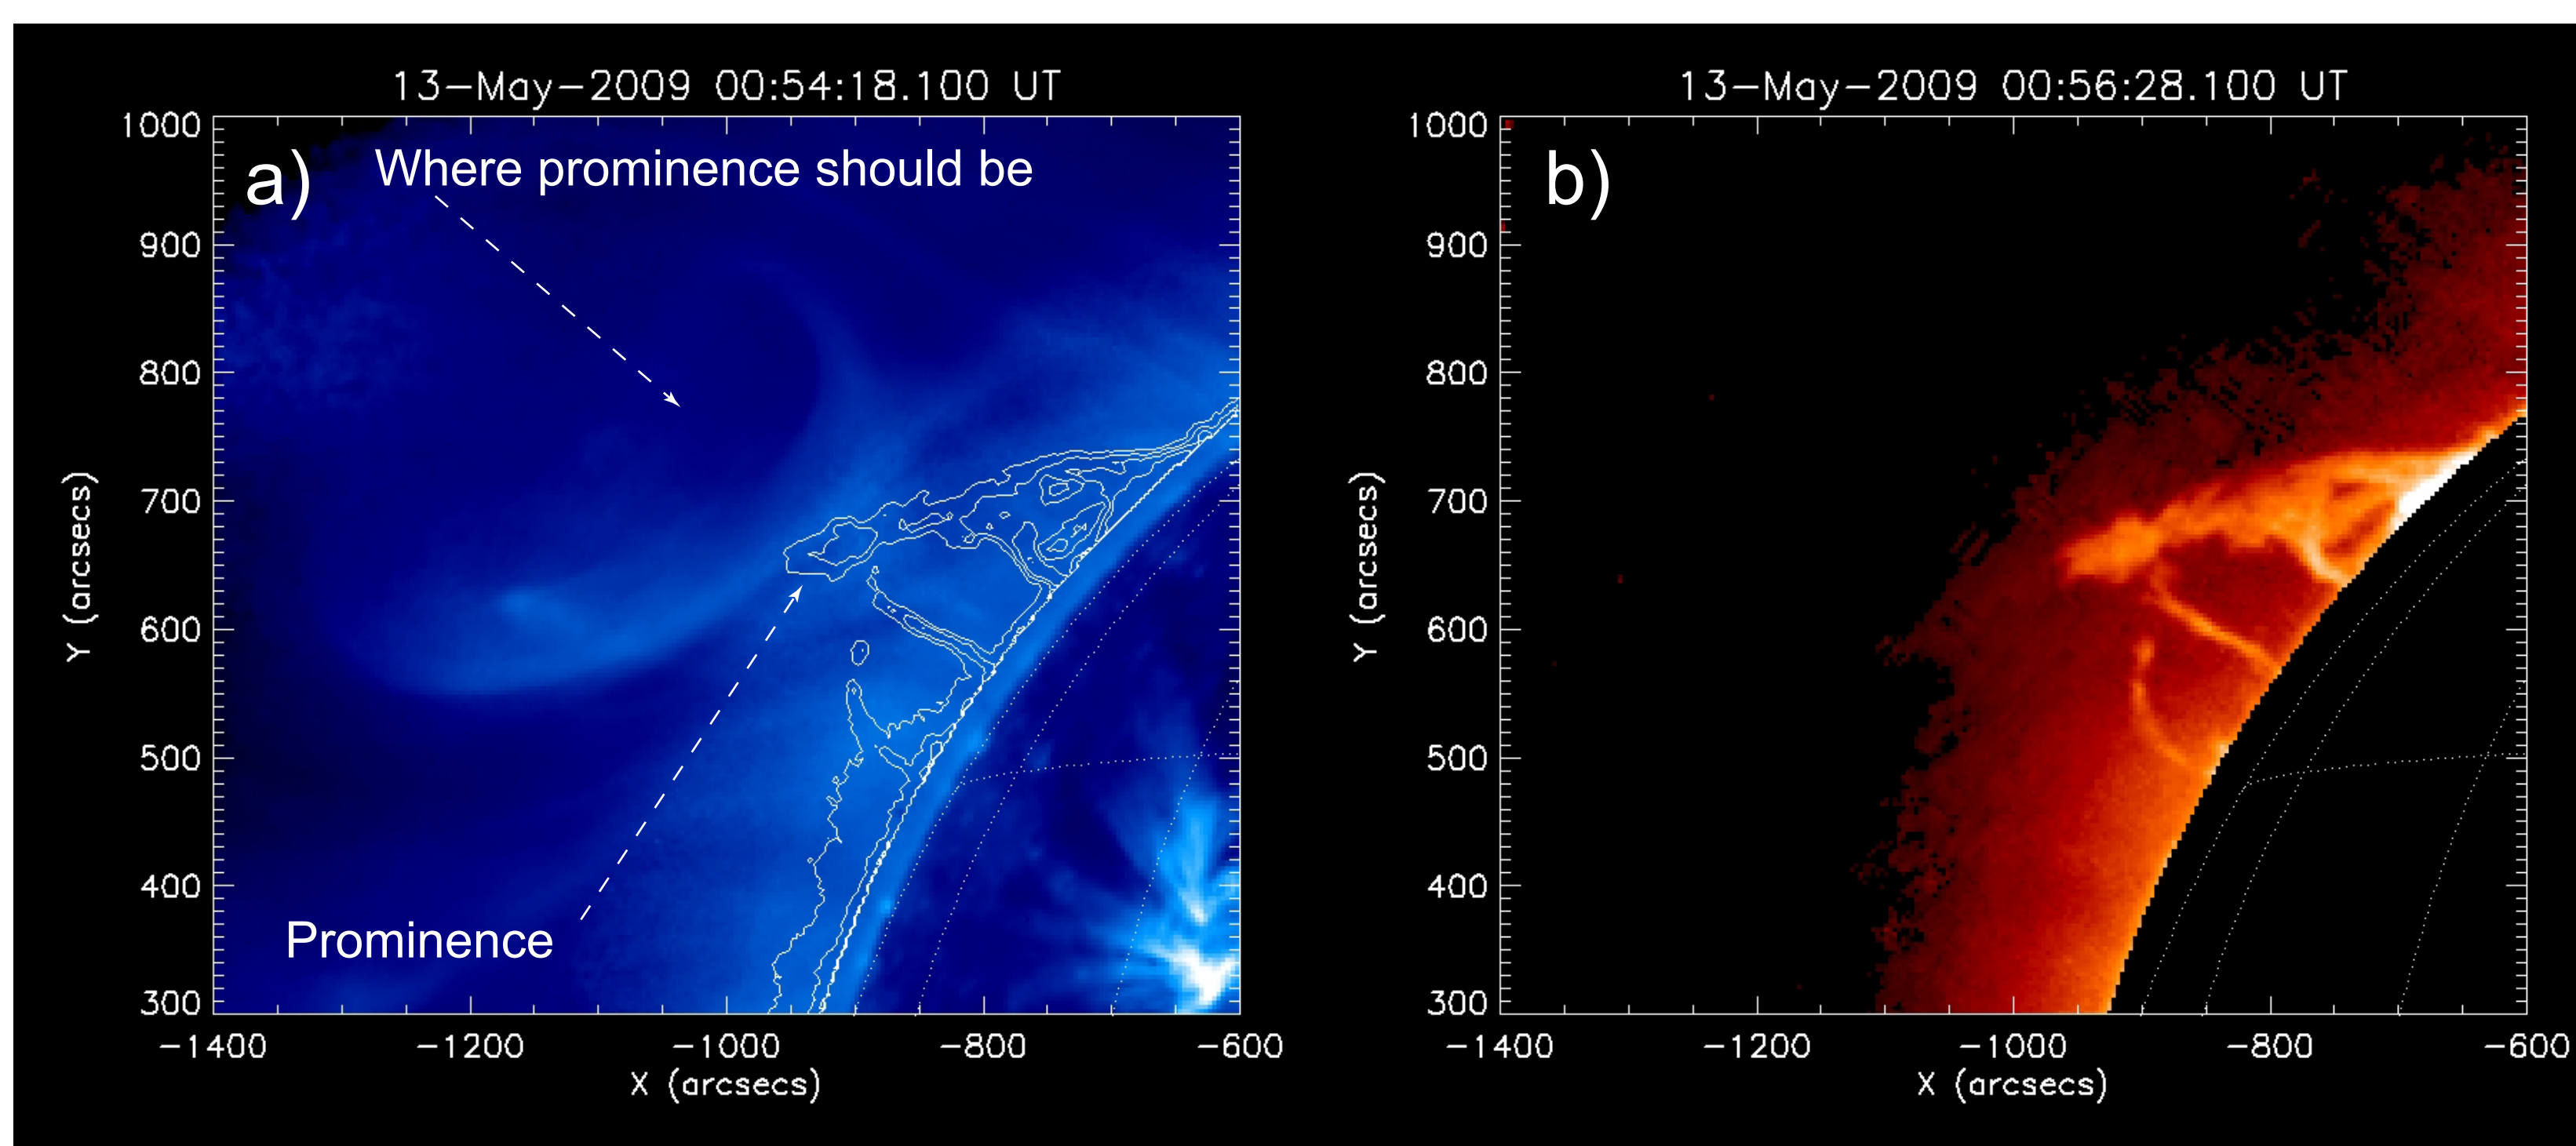 13-May-2009 00:54:18.100 UT
a)
Where prominence should be
Prominence
1000
900
800
700
600
500
400
300
Y (arcsecs)
-1400 -1200 -1000 -800 -600
X (arcsecs)
13-May-2009 00:56:28.100 UT
b)
1000
900
800
700
600
500
400
300
Y (arcsecs)
-1400 -1200 -1000 -800 -600
X (arcsecs)